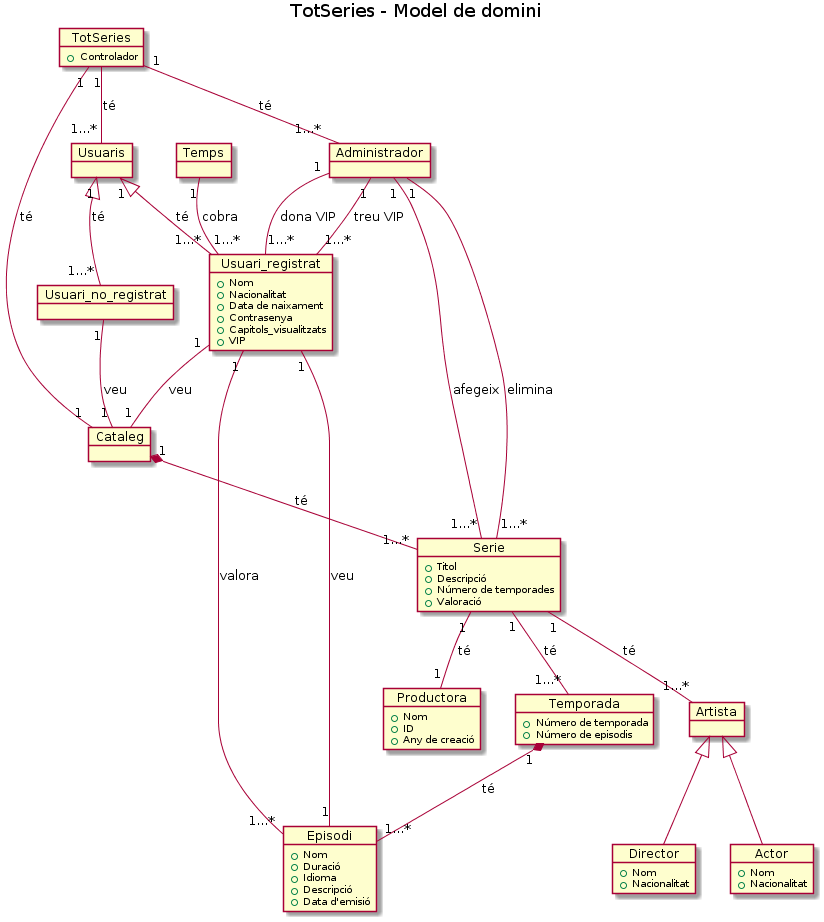 TotSeries - Model de domini
TotSeries
Controlador
1
1
1
té
té
té
1...*
1...*
Usuaris
Temps
Administrador
1
1
1
1
1
1
1
1
té
té
cobra
dona VIP
treu VIP
1...*
1...*
1...*
1...*
1...*
Usuari_registrat
Nom
Nacionalitat
Data de naixament
Contrasenya
Capitols_visualitzats
VIP
Usuari_no_registrat
1
1
1
1
veu
veu
afegeix
elimina
1
1
1
Cataleg
1
té
1...*
1...*
1...*
Serie
Titol
Descripció
Número de temporades
Valoració
valora
veu
1
1
1
té
té
té
1
1...*
1...*
Productora
Nom
ID
Any de creació
Temporada
Número de temporada
Número de episodis
Artista
1
té
1...*
1
1...*
Episodi
Nom
Duració
Idioma
Descripció
Data d'emisió
Director
Nom
Nacionalitat
Actor
Nom
Nacionalitat